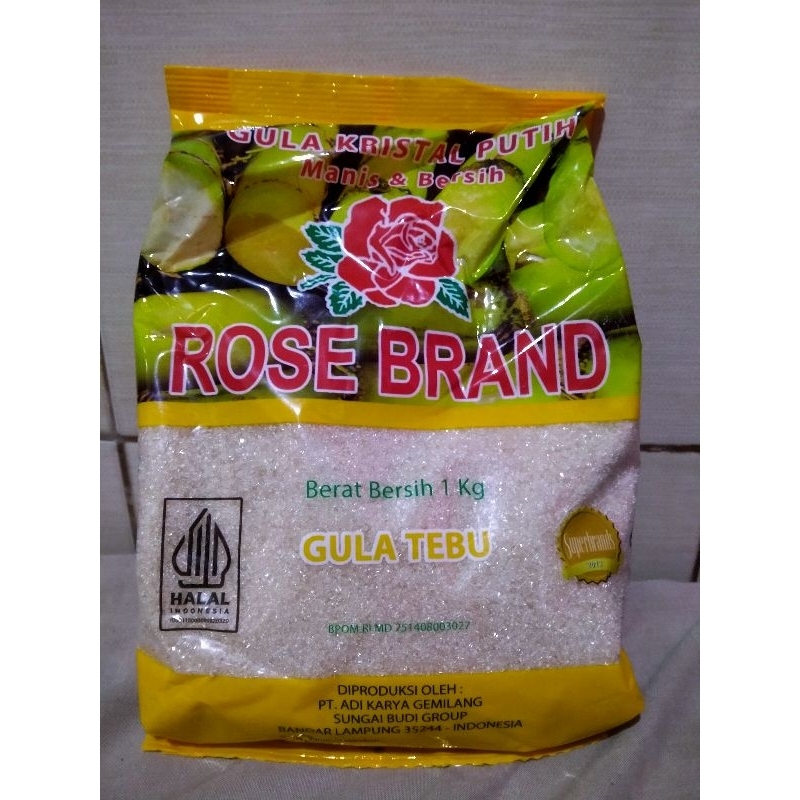 GULA KRISTAL PUTIH
Manis & Bersih
ROSE BRAND
Berat Bersih 1 Kg
GULA TEBU
Superbrands
HALAL
INDONESIA
BPOM RI MD 251408003027
DIPRODUKSI OLEH :
PT. ADI KARYA GEMILANG
SUNGAI BUDI GROUP
BANDAR LAMPUNG 35244 - INDONESIA